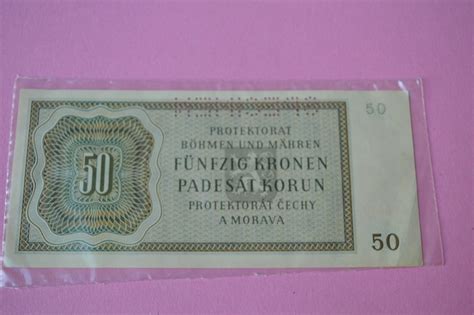 50
PROTEKTORAT
BÖHMEN UND MÄHREN
FÜNFZIG KRONEN
PADESÁT KORUN
PROTEKTORÁT ČECHY
A MORAVA
50
50